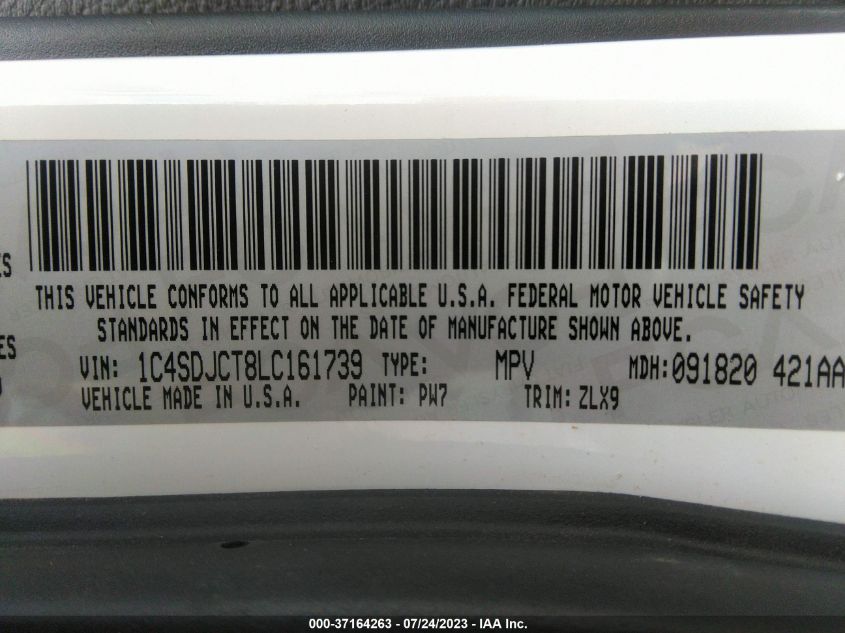 THIS VEHICLE CONFORMS TO ALL APPLICABLE U.S.A. FEDERAL MOTOR VEHICLE SAFETY
STANDARDS IN EFFECT ON THE DATE OF MANUFACTURE SHOWN ABOVE.
VIN: 1C4SDJCT8LC161739 TYPE: MPV MDH:091820 421AA
VEHICLE MADE IN U.S.A. PAINT: PW7 TRIM: ZLX9
000-37164263 - 07/24/2023 - IAA Inc.